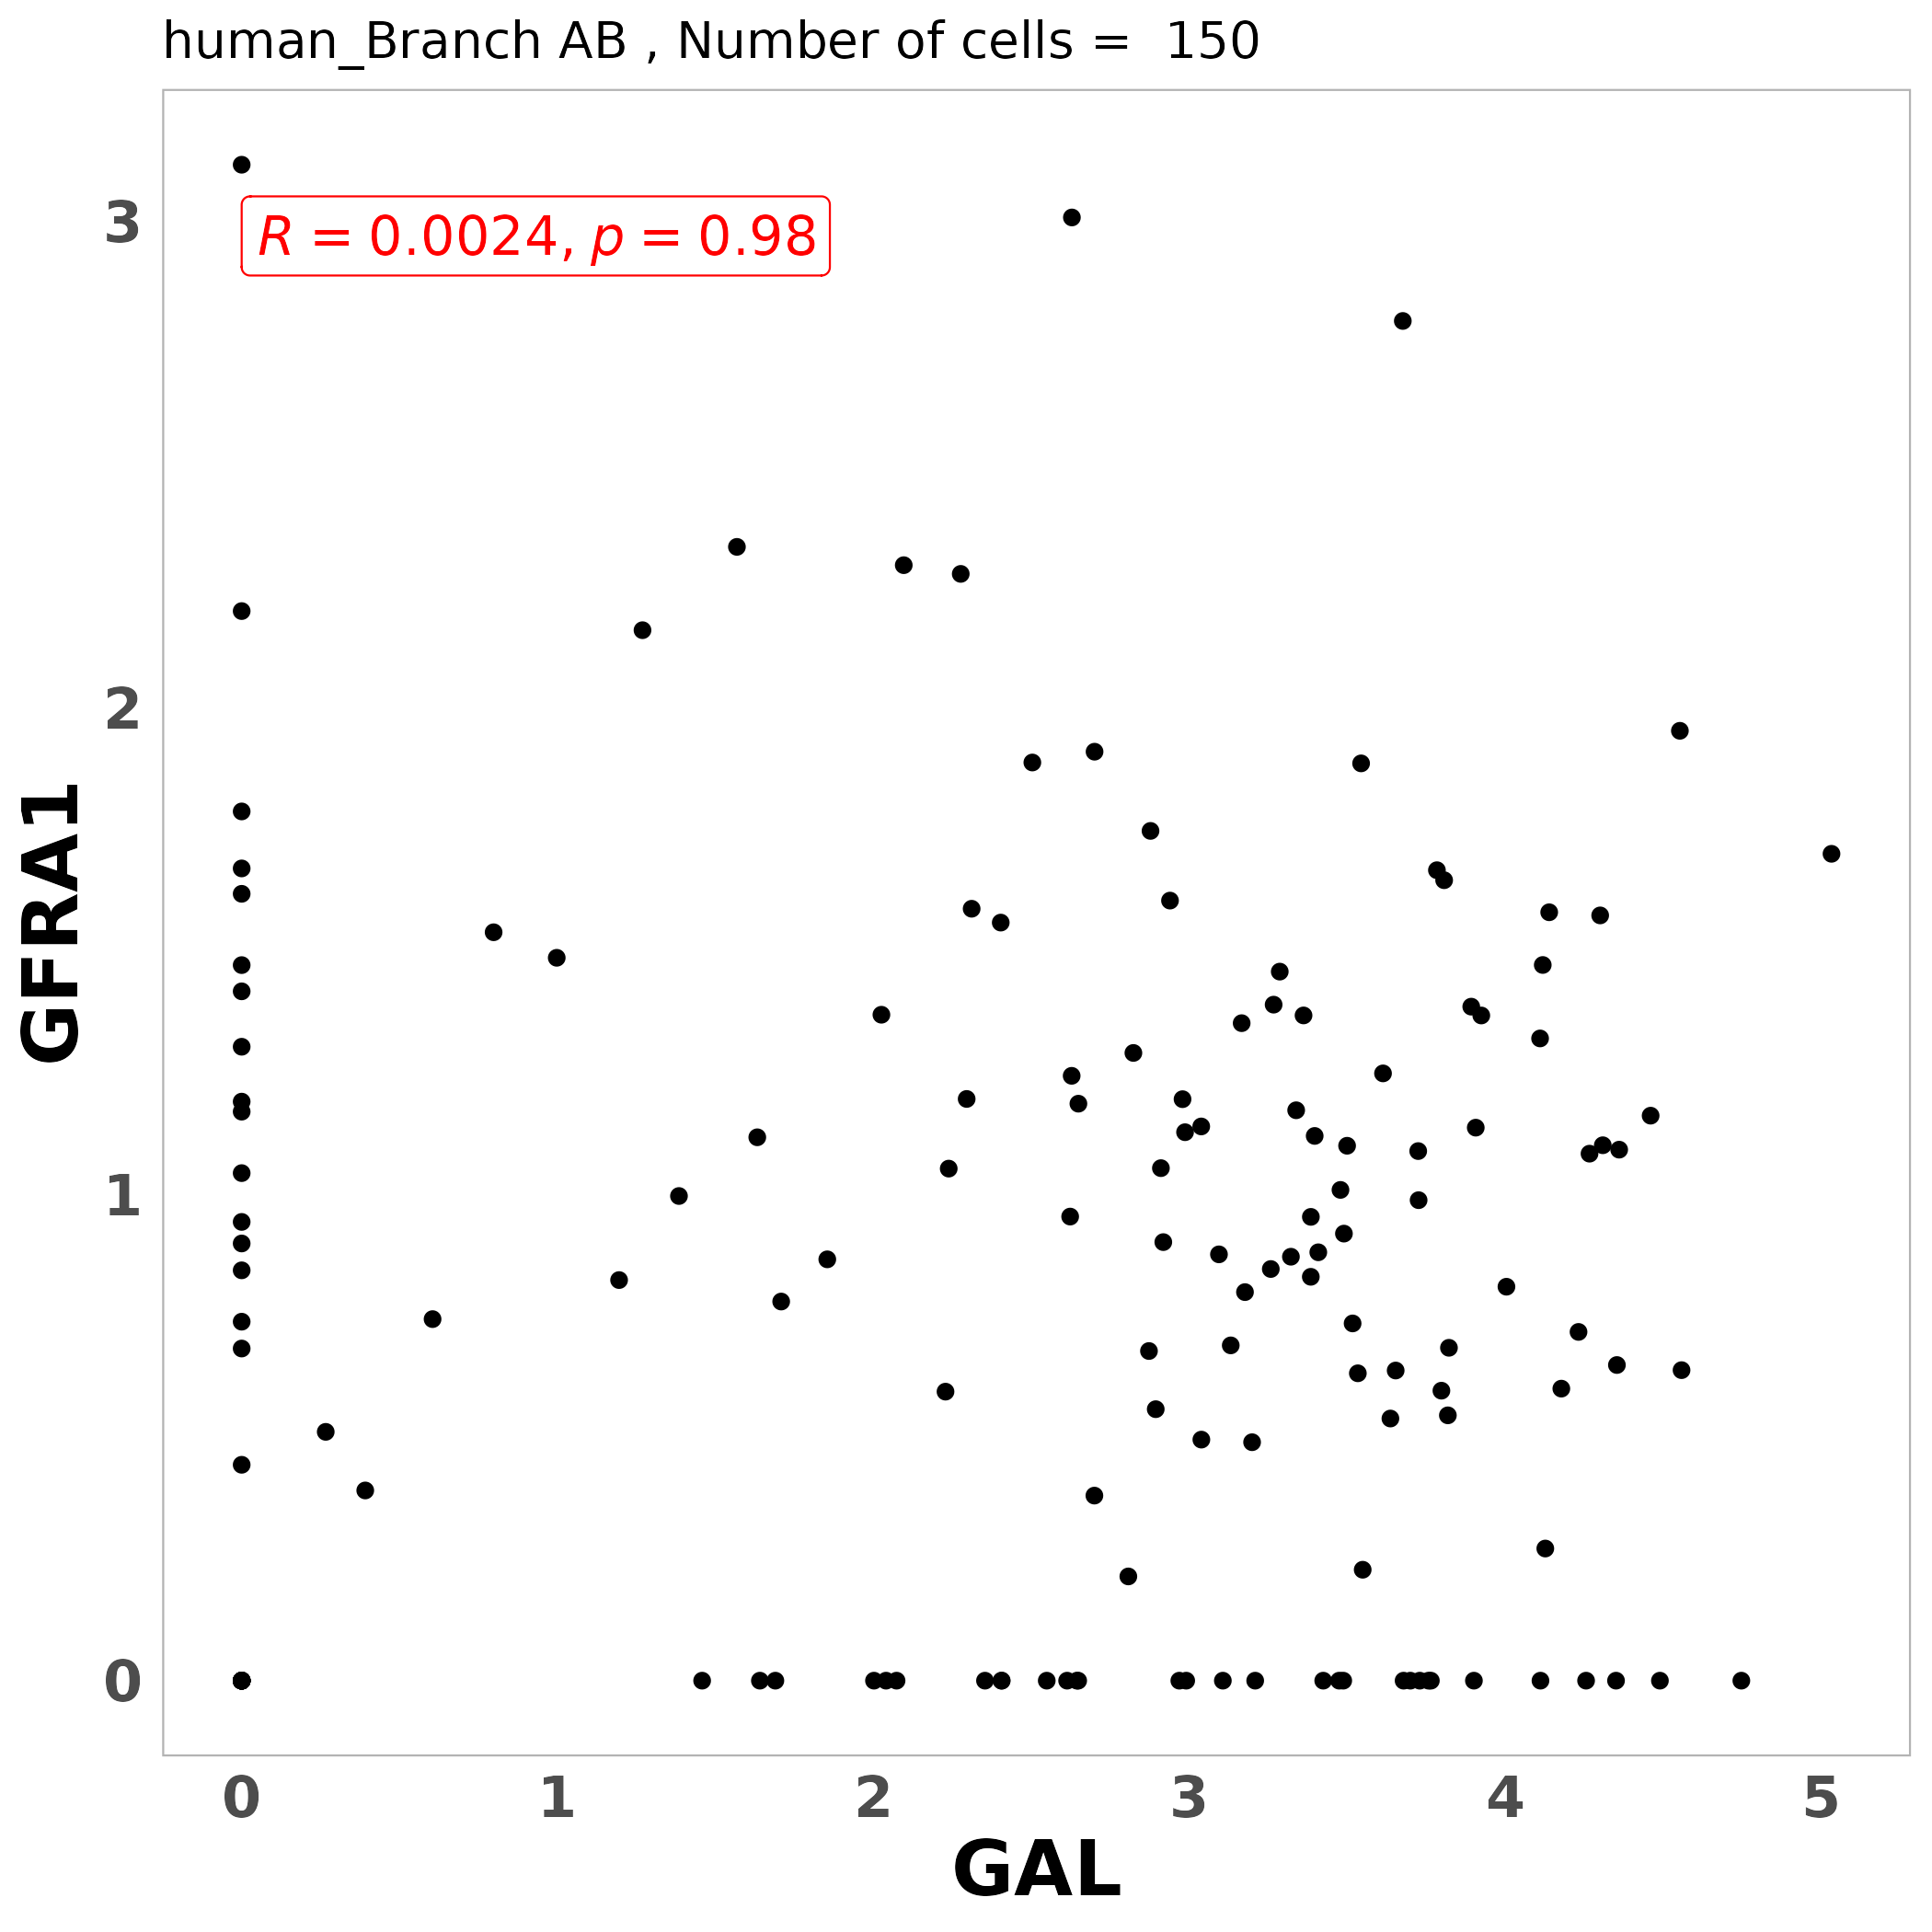 human_Branch AB , Number of cells =  150
R = 0.0024, p = 0.98
3
2
1
0
GFRA1
0 1 2 3 4 5
GAL